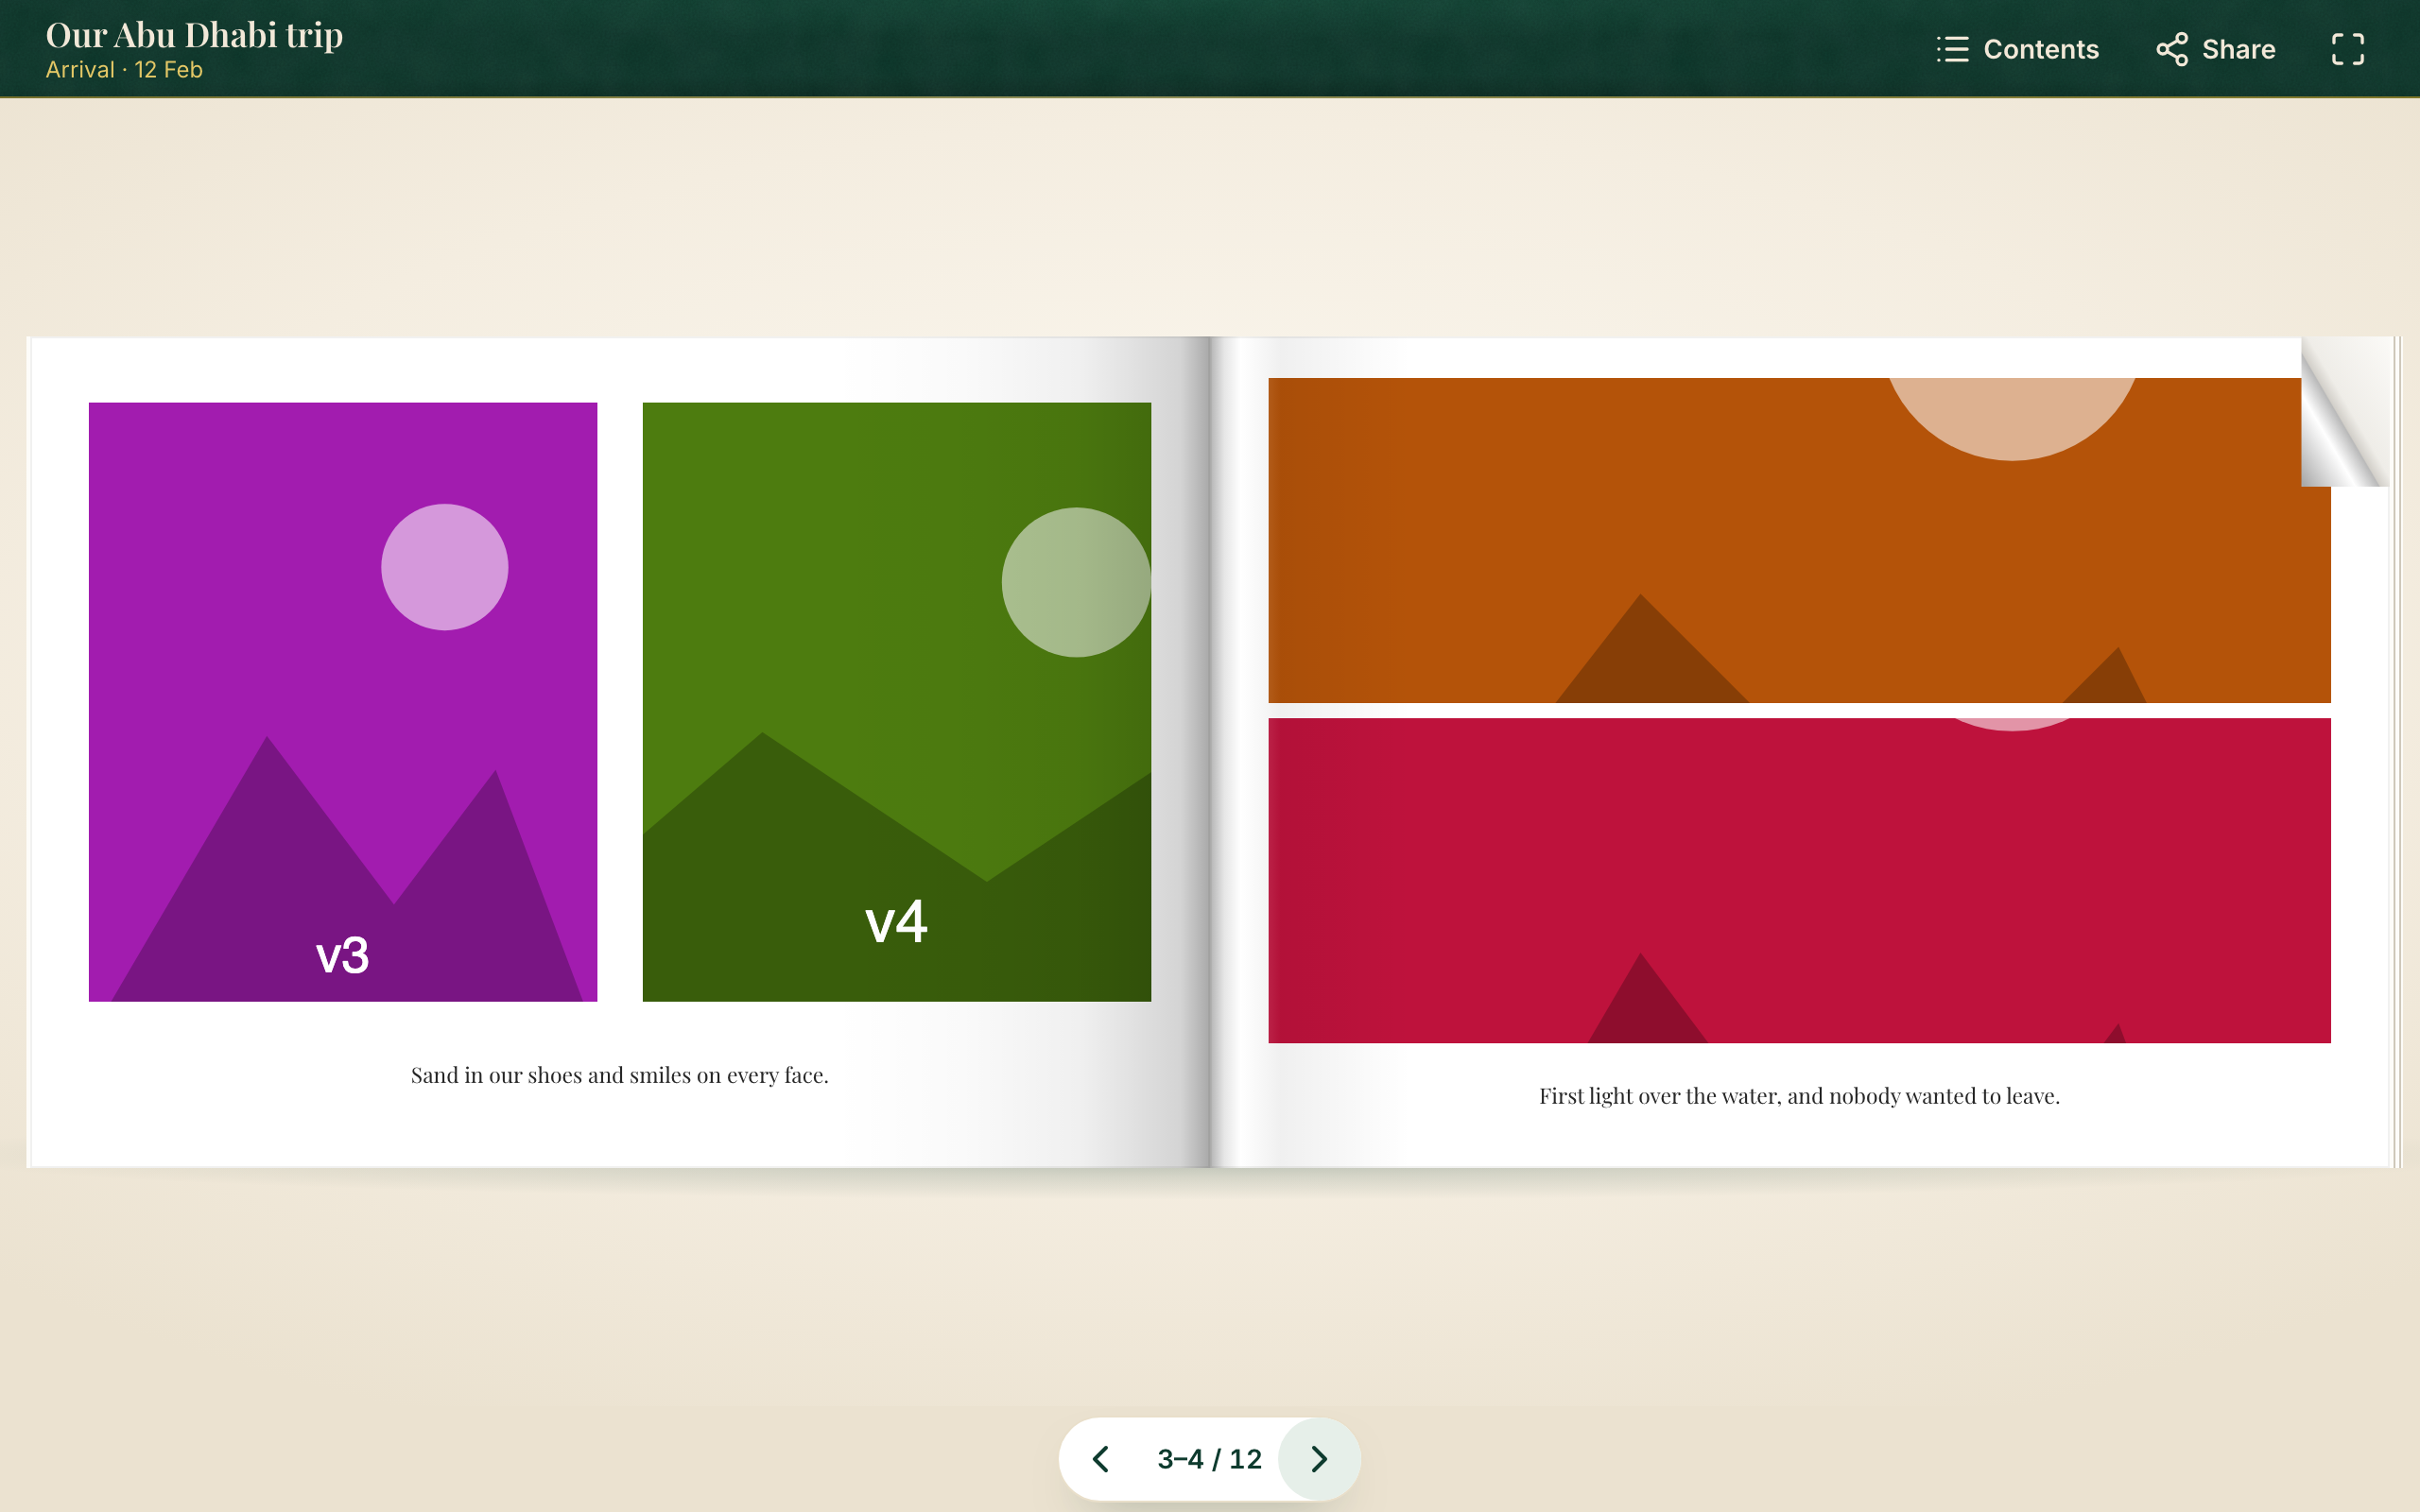 Our Abu Dhabi trip
Arrival · 12 Feb
Contents
Share
v3
v4
Sand in our shoes and smiles on every face.
First light over the water, and nobody wanted to leave.
3–4 / 12